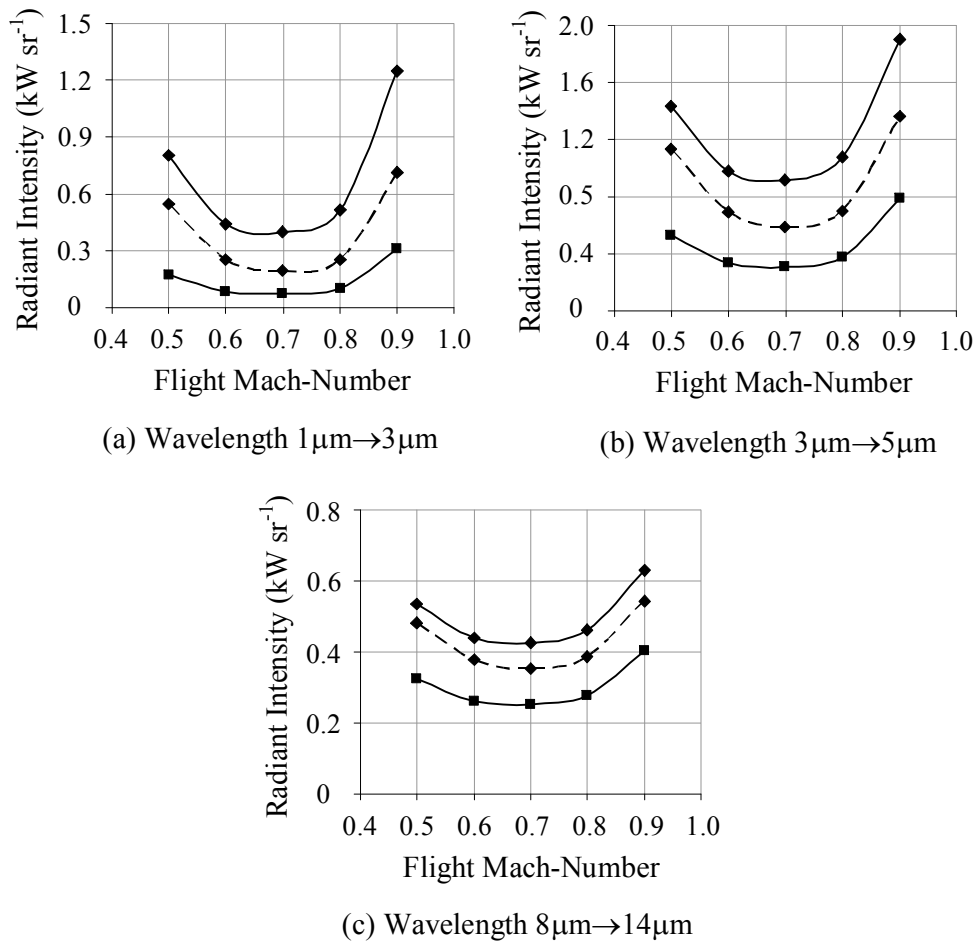 Radiant Intensity (kW sr-1)
1.5
1.2
0.9
0.6
0.3
0
0.4 0.5 0.6 0.7 0.8 0.9 1.0
Flight Mach-Number
(a) Wavelength 1μm→3μm
Radiant Intensity (kW sr-1)
2.0
1.6
1.2
0.5
0.4
0
0.4 0.5 0.6 0.7 0.8 0.9 1.0
Flight Mach-Number
(b) Wavelength 3μm→5μm
Radiant Intensity (kW sr-1)
0.8
0.6
0.4
0.2
0
0.4 0.5 0.6 0.7 0.8 0.9 1.0
Flight Mach-Number
(c) Wavelength 8μm→14μm